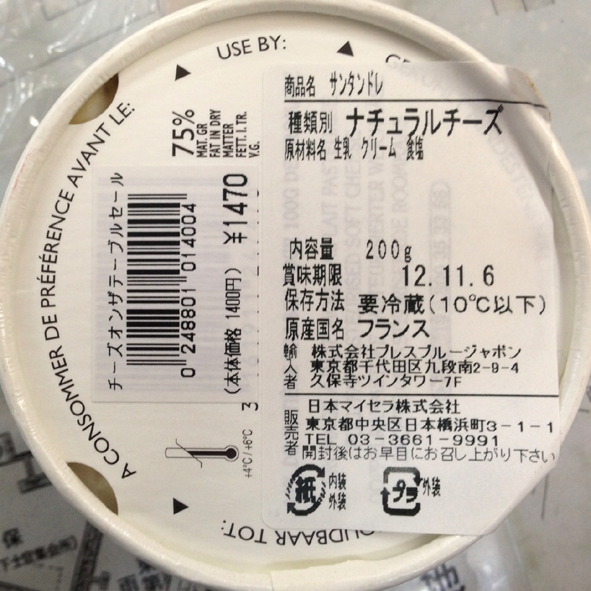 USE BY:
A CONSOMMER DE PRÉFÉRENCE AVANT LE:
OUDBAAR TOT:
75%
MAT. GR
FAT IN DRY
MATTER
FETT. I. TR.
V.G.
チーズオンザテーブルセール
0 248801 014004
¥1470
(本体価格 1400円)
+4°C / +6°C
商品名 サンタンドレ
種類別 ナチュラルチーズ
原材料名 生乳 クリーム 食塩
内容量 200g
賞味期限 12.11.6
保存方法 要冷蔵(10℃以下)
原産国名 フランス
輸入者 株式会社プレスブルージャポン
東京都千代田区九段南2-9-4
久保寺ツインタワー7F
販売者 日本マイセラ株式会社
東京都中央区日本橋浜町3-1-1
TEL 03-3661-9991
開封後はお早目にお召し上がり下さい
紙 内装
外装
プラ 外装